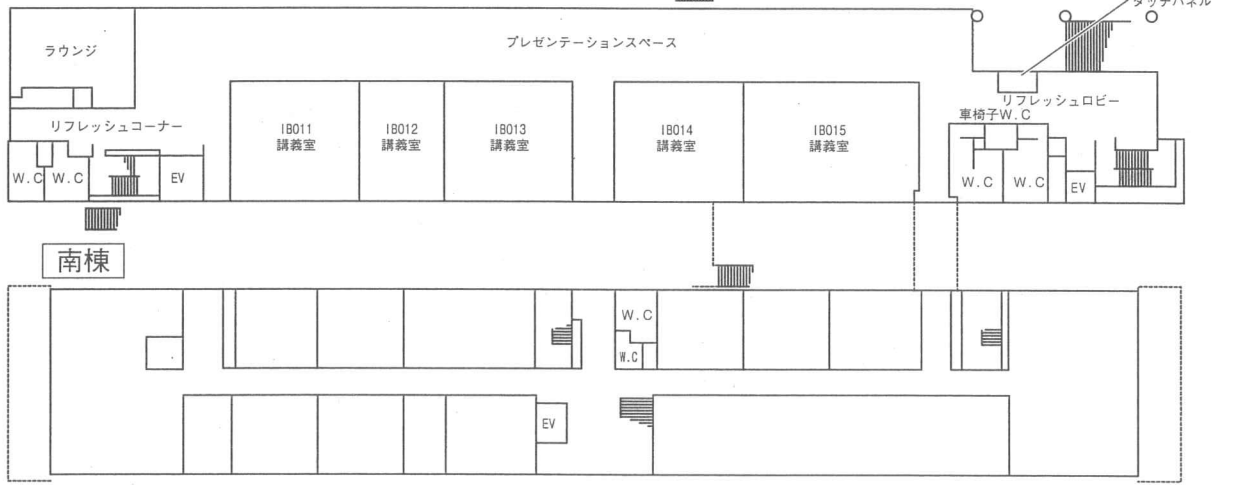 タッチパネル
ラウンジ
プレゼンテーションスペース
リフレッシュロビー
車椅子W.C
リフレッシュコーナー
IB011
講義室
IB012
講義室
IB013
講義室
IB014
講義室
IB015
講義室
W.C
W.C
EV
W.C
W.C
EV
南棟
W.C
W.C
EV